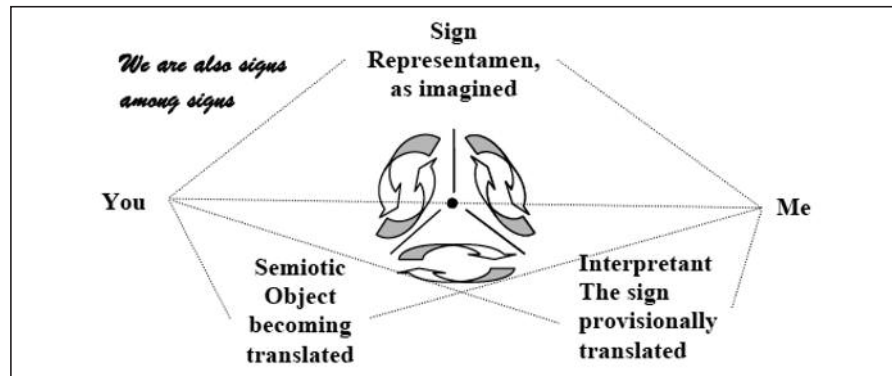 We are also signs
among signs
Sign
Representamen,
as imagined
You
Me
Semiotic
Object
becoming
translated
Interpretant
The sign
provisionally
translated